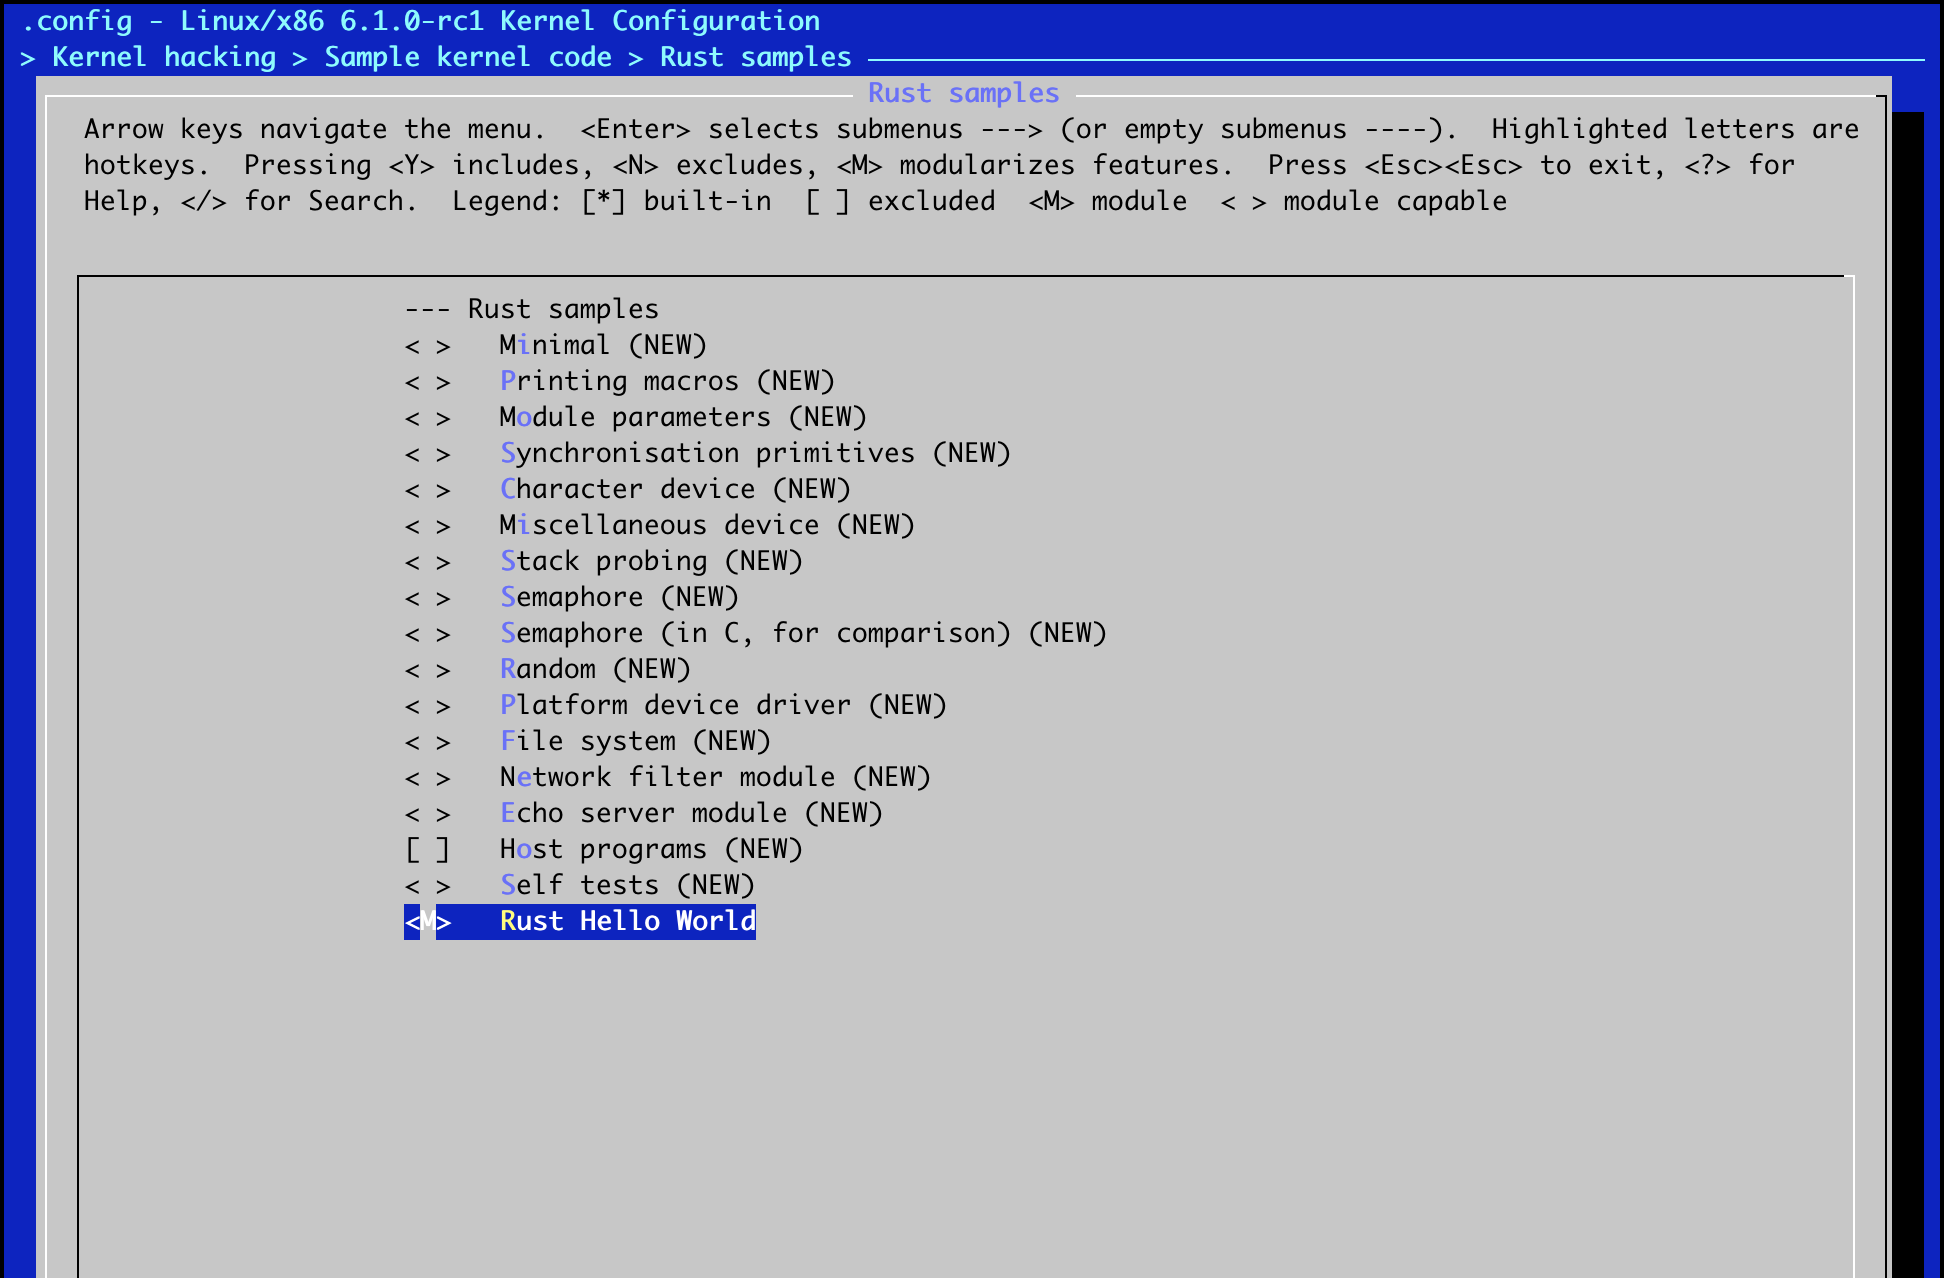 .config - Linux/x86 6.1.0-rc1 Kernel Configuration
> Kernel hacking > Sample kernel code > Rust samples
Rust samples
Arrow keys navigate the menu.  <Enter> selects submenus ---> (or empty submenus ----).  Highlighted letters are
hotkeys.  Pressing <Y> includes, <N> excludes, <M> modularizes features.  Press <Esc><Esc> to exit, <?> for
Help, </> for Search.  Legend: [*] built-in  [ ] excluded  <M> module  < > module capable
--- Rust samples
< >   Minimal (NEW)
< >   Printing macros (NEW)
< >   Module parameters (NEW)
< >   Synchronisation primitives (NEW)
< >   Character device (NEW)
< >   Miscellaneous device (NEW)
< >   Stack probing (NEW)
< >   Semaphore (NEW)
< >   Semaphore (in C, for comparison) (NEW)
< >   Random (NEW)
< >   Platform device driver (NEW)
< >   File system (NEW)
< >   Network filter module (NEW)
< >   Echo server module (NEW)
[ ]   Host programs (NEW)
< >   Self tests (NEW)
<M>   Rust Hello World